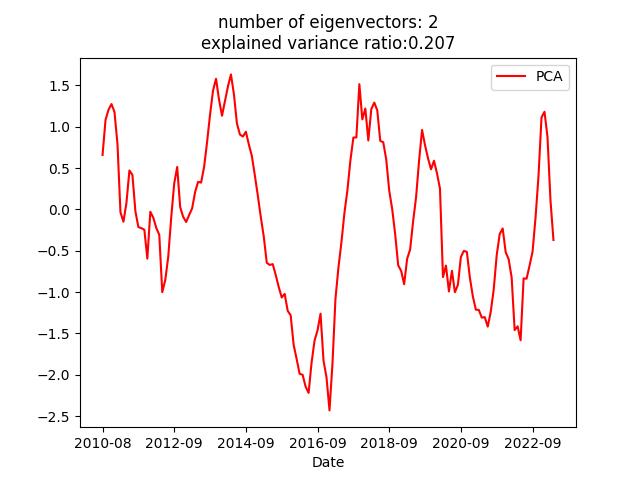 number of eigenvectors: 2
explained variance ratio:0.207
PCA
1.5
1.0
0.5
0.0
−0.5
−1.0
−1.5
−2.0
−2.5
2010-08 2012-09 2014-09 2016-09 2018-09 2020-09 2022-09
Date